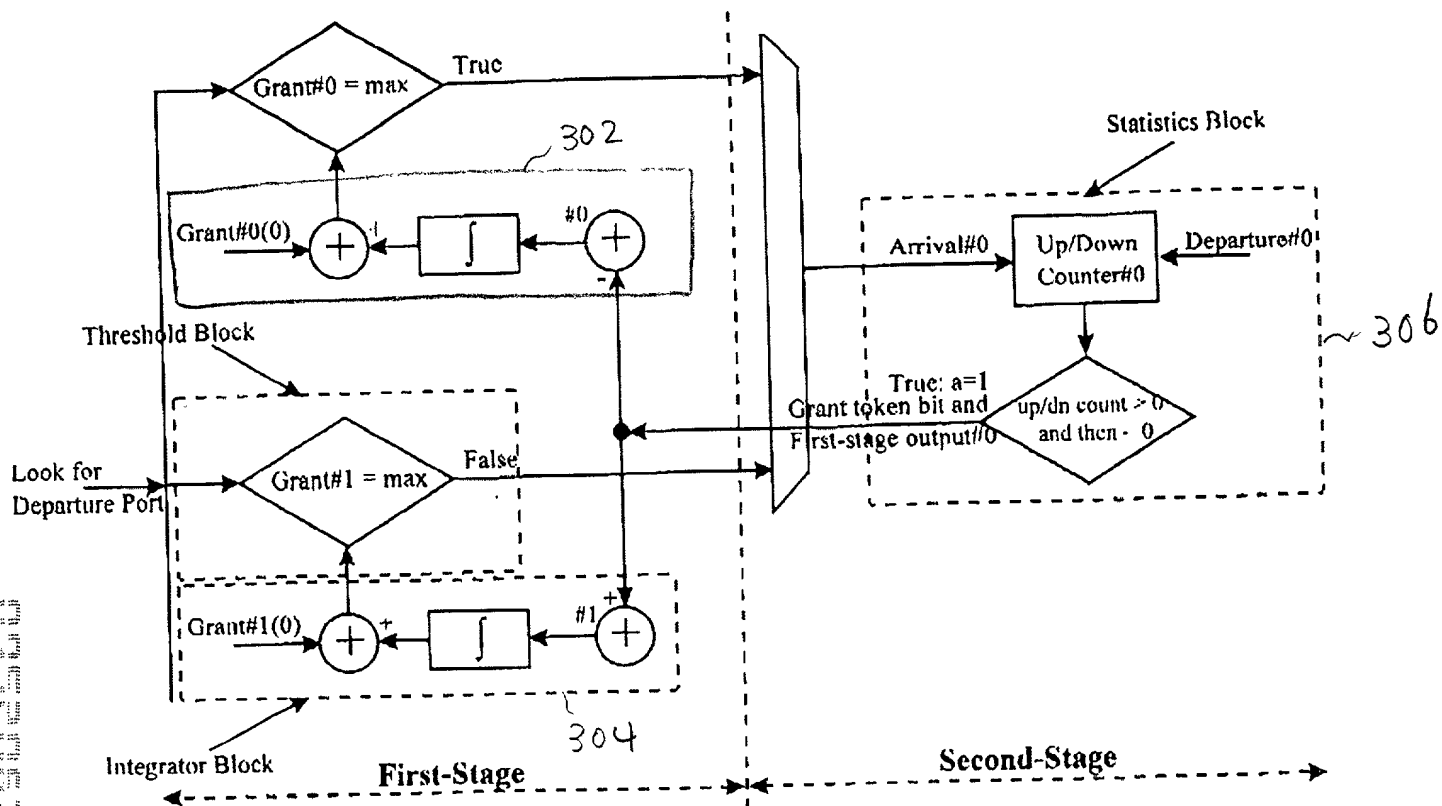 Grant#0 = max
True
302
Statistics Block
Grant#0(0)
+
+
∫
#0
+
-
Arrival#0
Up/Down
Counter#0
Departure#0
Threshold Block
306
True: a=1
Grant token bit and
First-stage output#0
up/dn count > 0
and then - 0
Look for
Departure Port
Grant#1 = max
False
Grant#1(0)
+
+
∫
#1
+
+
304
Integrator Block
First-Stage
Second-Stage